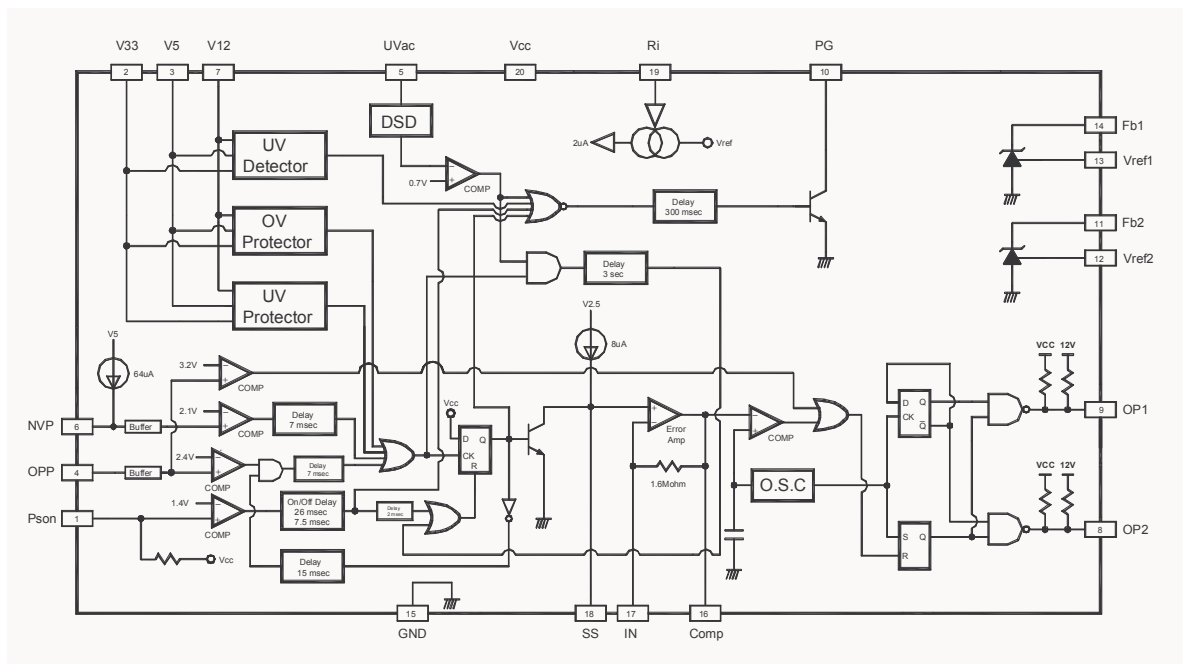 V33 V5 V12 UVac Vcc Ri PG
2 3 7 5 20 19 10
DSD
UV
Detector
0.7V
COMP
2uA
Vref
14 Fb1
13 Vref1
Delay
300 msec
OV
Protector
11 Fb2
12 Vref2
Delay
3 sec
UV
Protector
V2.5
8uA
V5
64uA
3.2V
COMP
VCC 12V
2.1V
COMP
Delay
7 msec
Vcc
D Q
CK
R
Error
Amp
COMP
D Q
CK
Q
NVP 6
Buffer
9 OP1
2.4V
COMP
Delay
7 msec
OPP 4
Buffer
1.6Mohm
O.S.C
VCC 12V
1.4V
COMP
On/Off Delay
26 msec
7.5 msec
Delay
2 msec
Pson 1
S Q
R
8 OP2
Vcc
Delay
15 msec
15 18 17 16
GND SS IN Comp